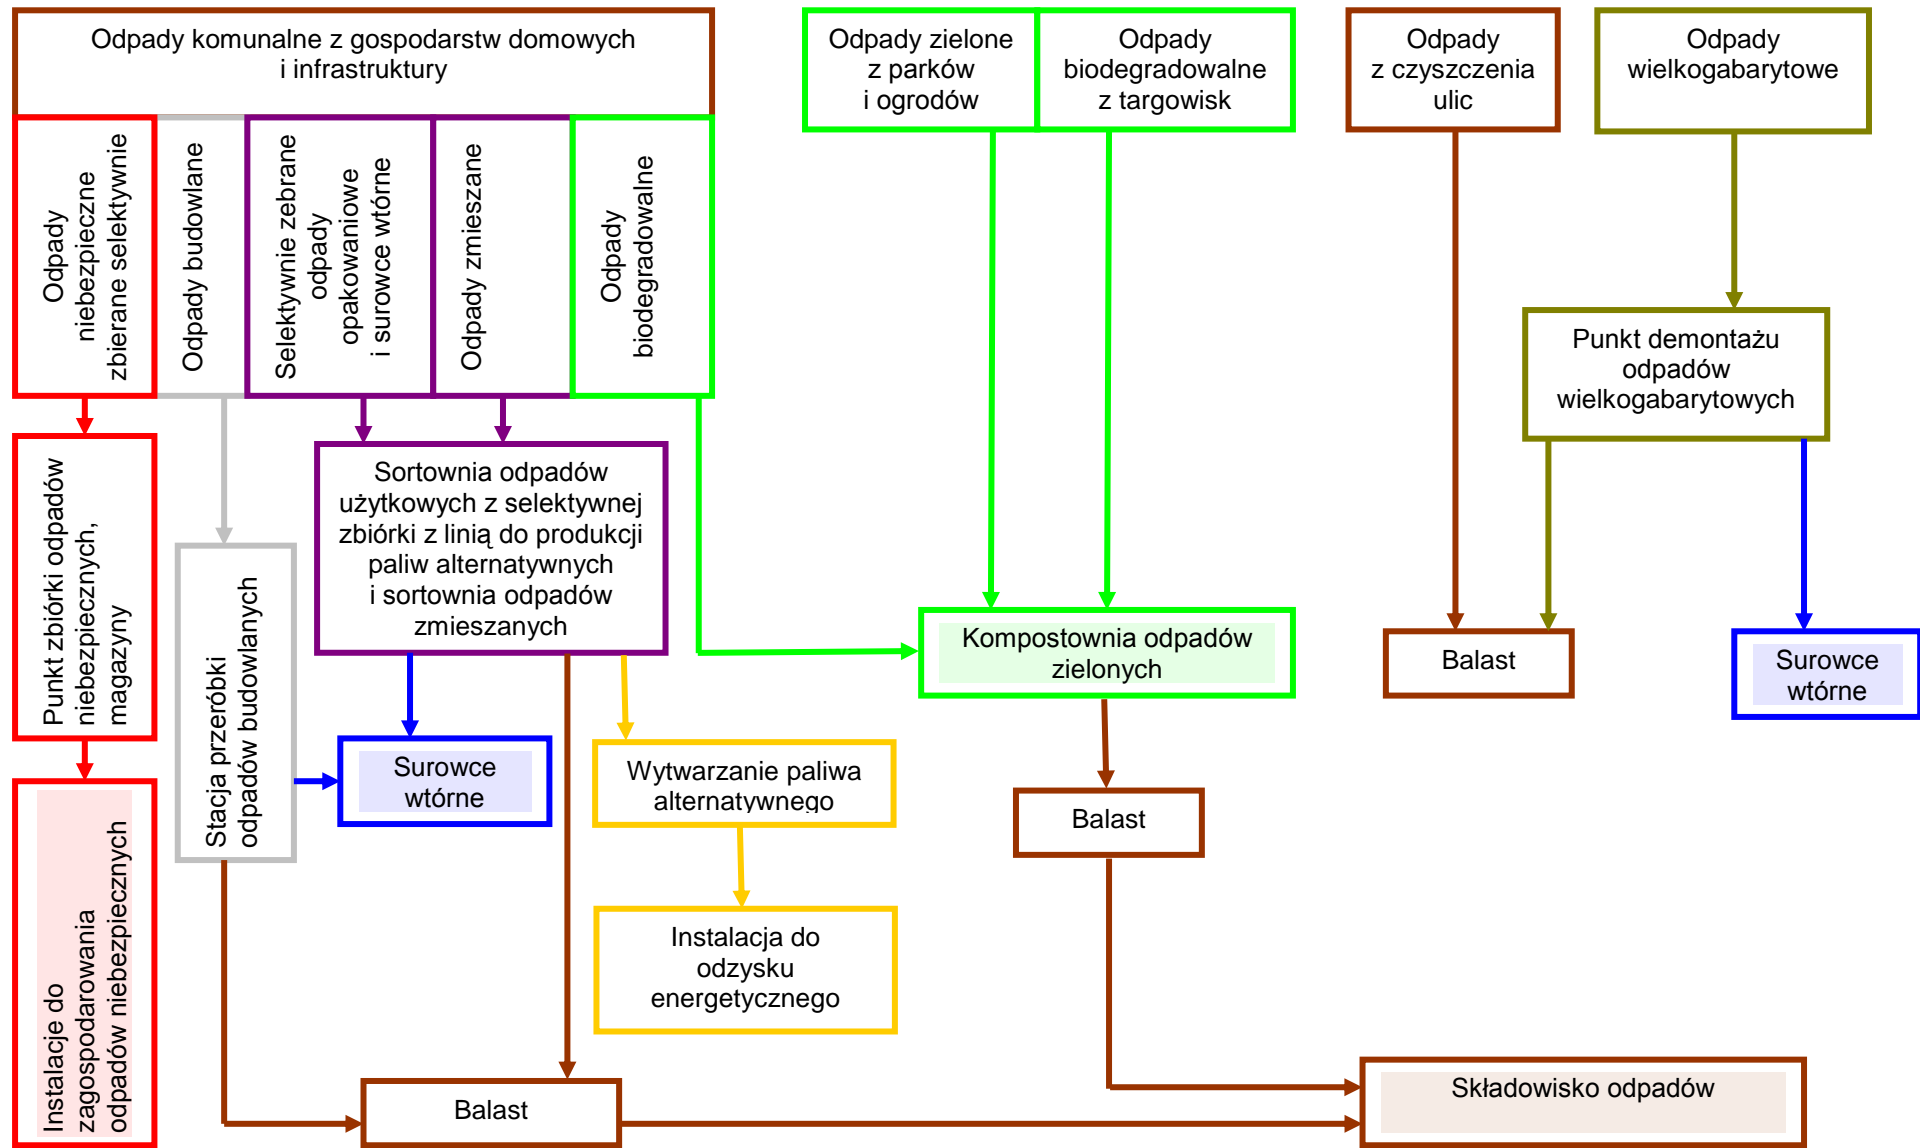 Odpady komunalne z gospodarstw domowych
i infrastruktury
Odpady zielone
z parków
i ogrodów
Odpady
biodegradowalne
z targowisk
Odpady
z czyszczenia
ulic
Odpady
wielkogabarytowe
Odpady
niebezpieczne
zbierane selektywnie
Odpady budowlane
Selektywnie zebrane
odpady
opakowaniowe
i surowce wtórne
Odpady zmieszane
Odpady
biodegradowalne
Punkt demontażu
odpadów
wielkogabarytowych
Punkt zbiórki odpadów
niebezpiecznych,
magazyny
Stacja przeróbki
odpadów budowlanych
Sortownia odpadów
użytkowych z selektywnej
zbiórki z linią do produkcji
paliw alternatywnych
i sortownia odpadów
zmieszanych
Kompostownia odpadów
zielonych
Balast
Surowce
wtórne
Surowce
wtórne
Wytwarzanie paliwa
alternatywnego
Balast
Instalacje do
zagospodarowania
odpadów niebezpiecznych
Instalacja do
odzysku
energetycznego
Balast
Składowisko odpadów